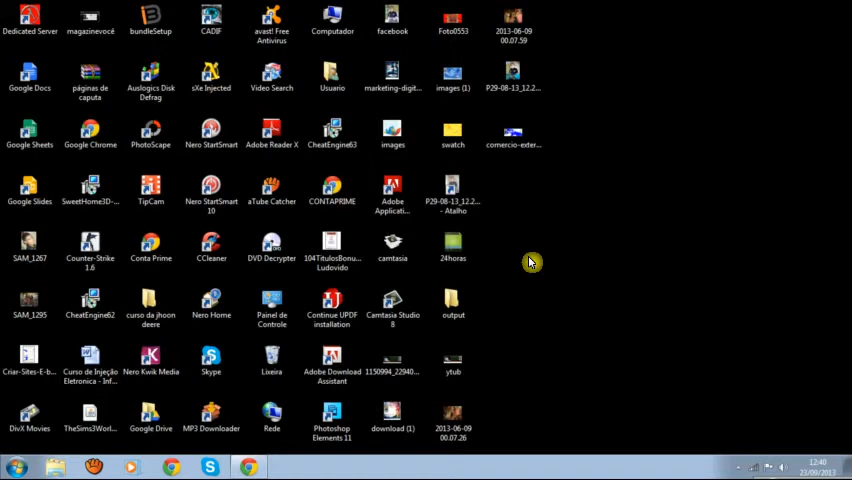 Dedicated Server
magazinevocê
bundleSetup
CADIF
avast! Free
Antivirus
Computador
facebook
Foto0553
2013-06-09
00.07.59
Google Docs
páginas de
caputa
Auslogics Disk
Defrag
sXe Injected
Video Search
Usuario
marketing-digit...
images (1)
P29-08-13_12.2...
Google Sheets
Google Chrome
PhotoScape
Nero StartSmart
Adobe Reader X
CheatEngine63
images
swatch
comercio-exter...
Google Slides
SweetHome3D-...
TipCam
Nero StartSmart
10
aTube Catcher
CONTAPRIME
Adobe
Applicati...
P29-08-13_12.2...
- Atalho
SAM_1267
Counter-Strike
1.6
Conta Prime
CCleaner
DVD Decrypter
104TitulosBonu...
Ludovido
camtasia
24horas
SAM_1295
CheatEngine62
curso da jhoon
deere
Nero Home
Painel de
Controle
Continue UPDF
installation
Camtasia Studio
8
output
Criar-Sites-E-b...
Curso de Injeção
Eletronica - Inf...
Nero Kwik Media
Skype
Lixeira
Adobe Download
Assistant
1150994_22940...
ytub
DivX Movies
TheSims3Worl...
Google Drive
MP3 Downloader
Rede
Photoshop
Elements 11
download (1)
2013-06-09
00.07.26
12:40
23/09/2013